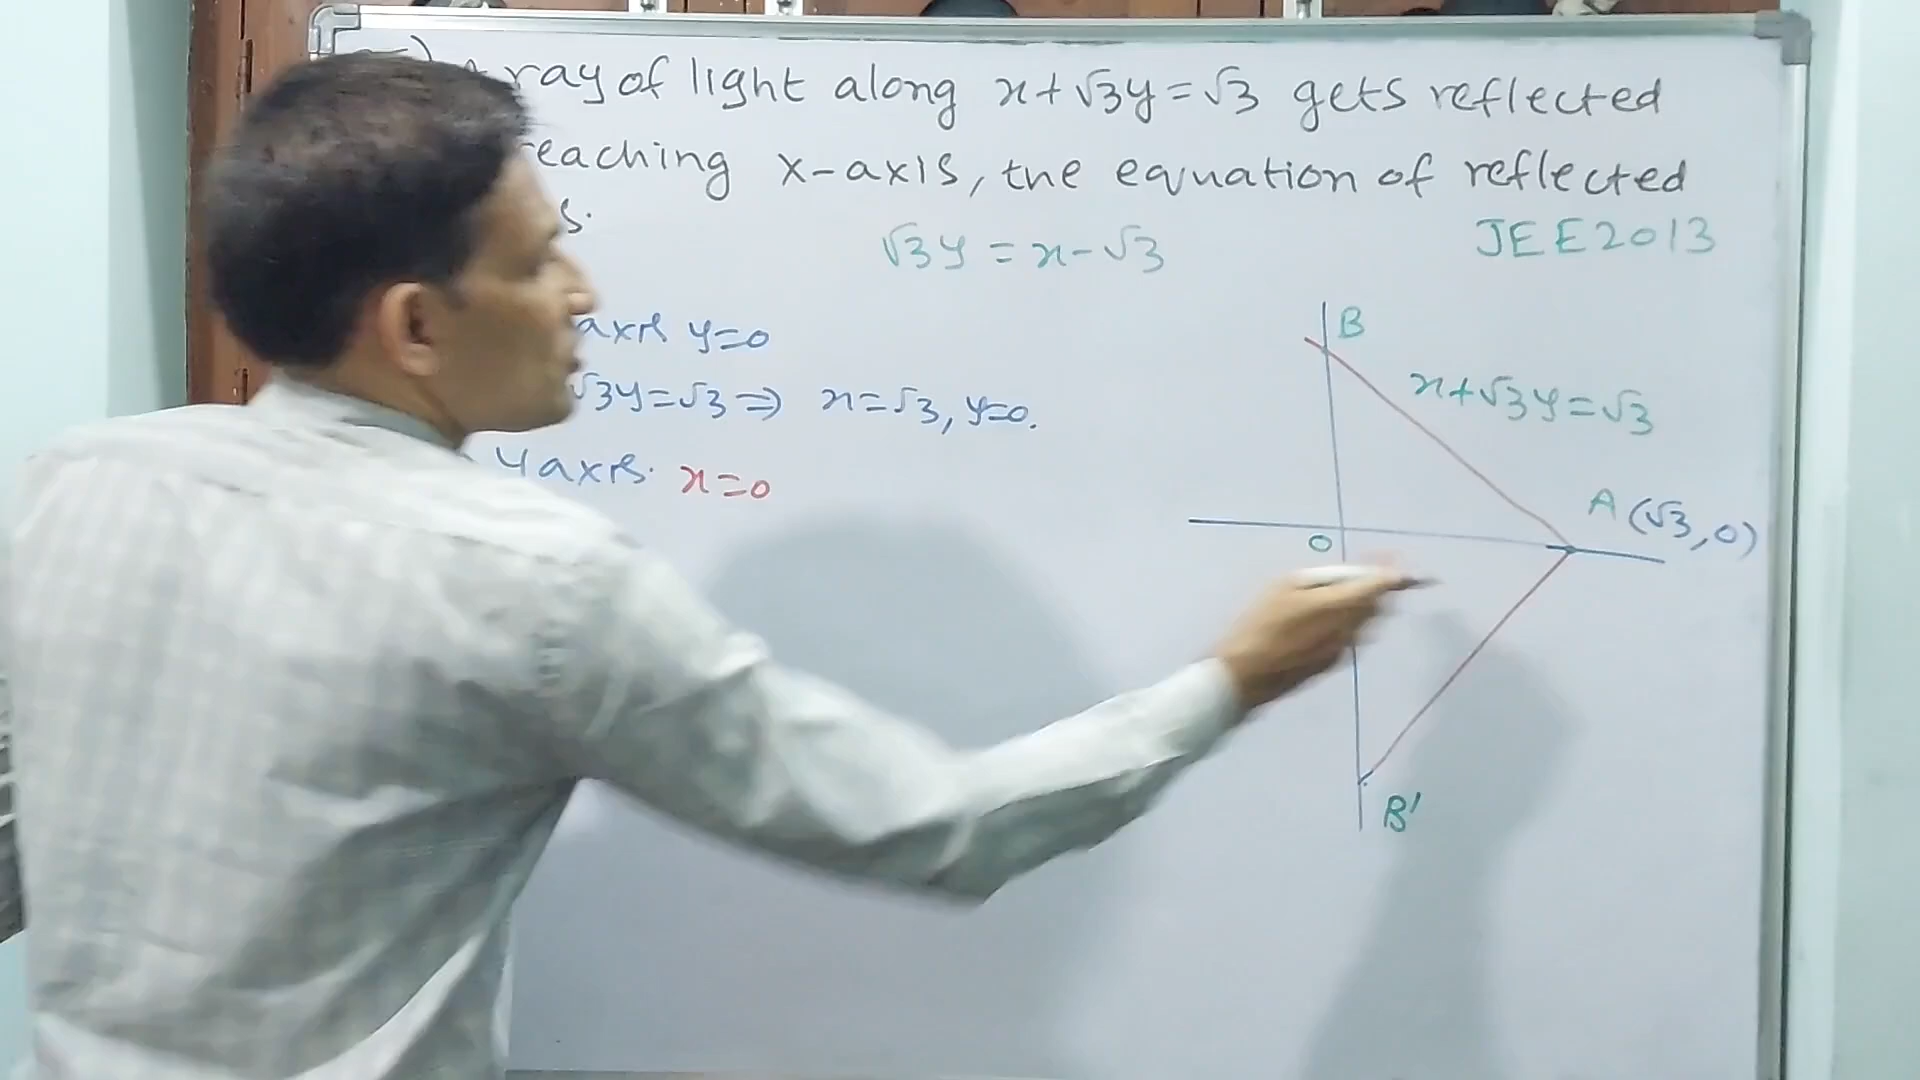 ray of light along x+√3y=√3 gets reflected
reaching x-axis, the equation of reflected
s.
√3y = x-√3
JEE2013
axis y=0
√3y=√3 ⇒ x=√3, y=0.
Y axis. x=0
B
x+√3y=√3
A (√3,0)
O
B'